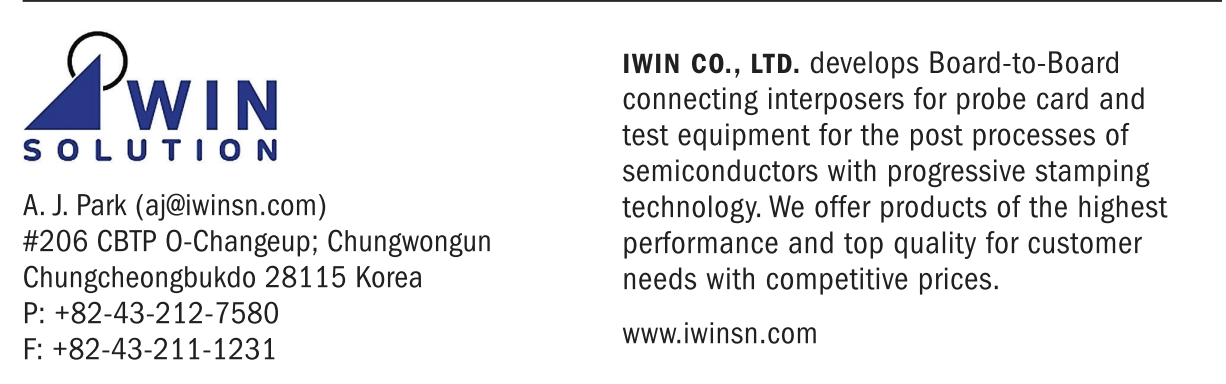 WIN
SOLUTION
A. J. Park (aj@iwinsn.com)
#206 CBTP O-Changeup; Chungwongun
Chungcheongbukdo 28115 Korea
P: +82-43-212-7580
F: +82-43-211-1231
IWIN CO., LTD. develops Board-to-Board
connecting interposers for probe card and
test equipment for the post processes of
semiconductors with progressive stamping
technology. We offer products of the highest
performance and top quality for customer
needs with competitive prices.
www.iwinsn.com